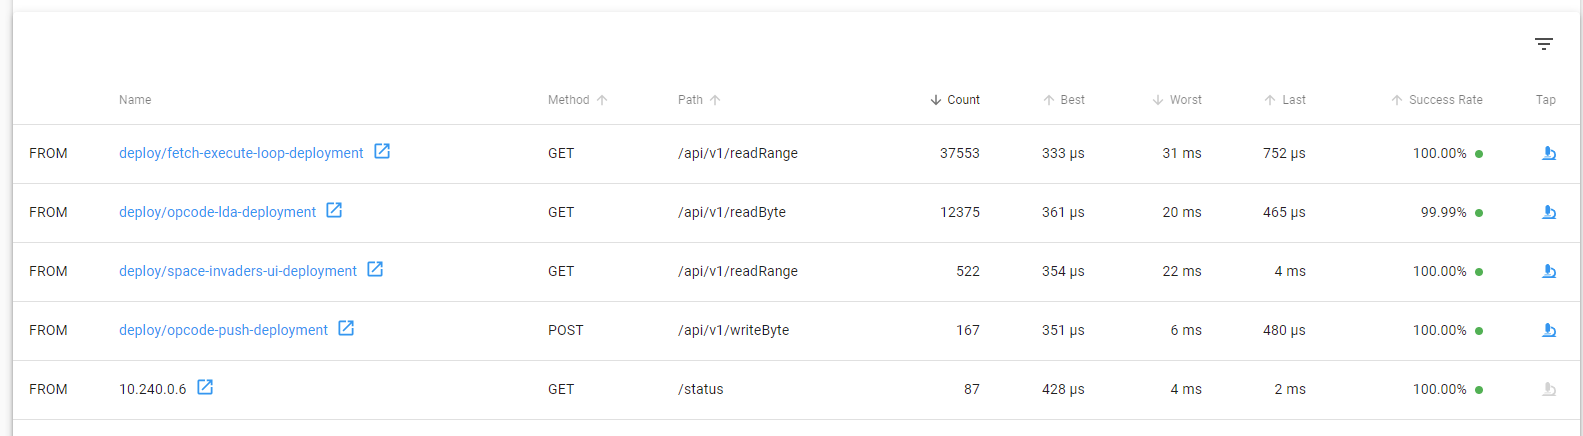 Name Method Path Count Best Worst Last Success Rate Tap
FROM deploy/fetch-execute-loop-deployment GET /api/v1/readRange 37553 333 µs 31 ms 752 µs 100.00%
FROM deploy/opcode-lda-deployment GET /api/v1/readByte 12375 361 µs 20 ms 465 µs 99.99%
FROM deploy/space-invaders-ui-deployment GET /api/v1/readRange 522 354 µs 22 ms 4 ms 100.00%
FROM deploy/opcode-push-deployment POST /api/v1/writeByte 167 351 µs 6 ms 480 µs 100.00%
FROM 10.240.0.6 GET /status 87 428 µs 4 ms 2 ms 100.00%